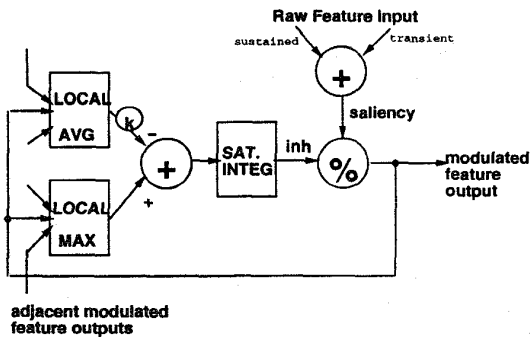 Raw Feature Input
sustained
transient
+
saliency
LOCAL
AVG
k
−
+
+
SAT.
INTEG
inh
%
modulated
feature
output
LOCAL
MAX
adjacent modulated
feature outputs